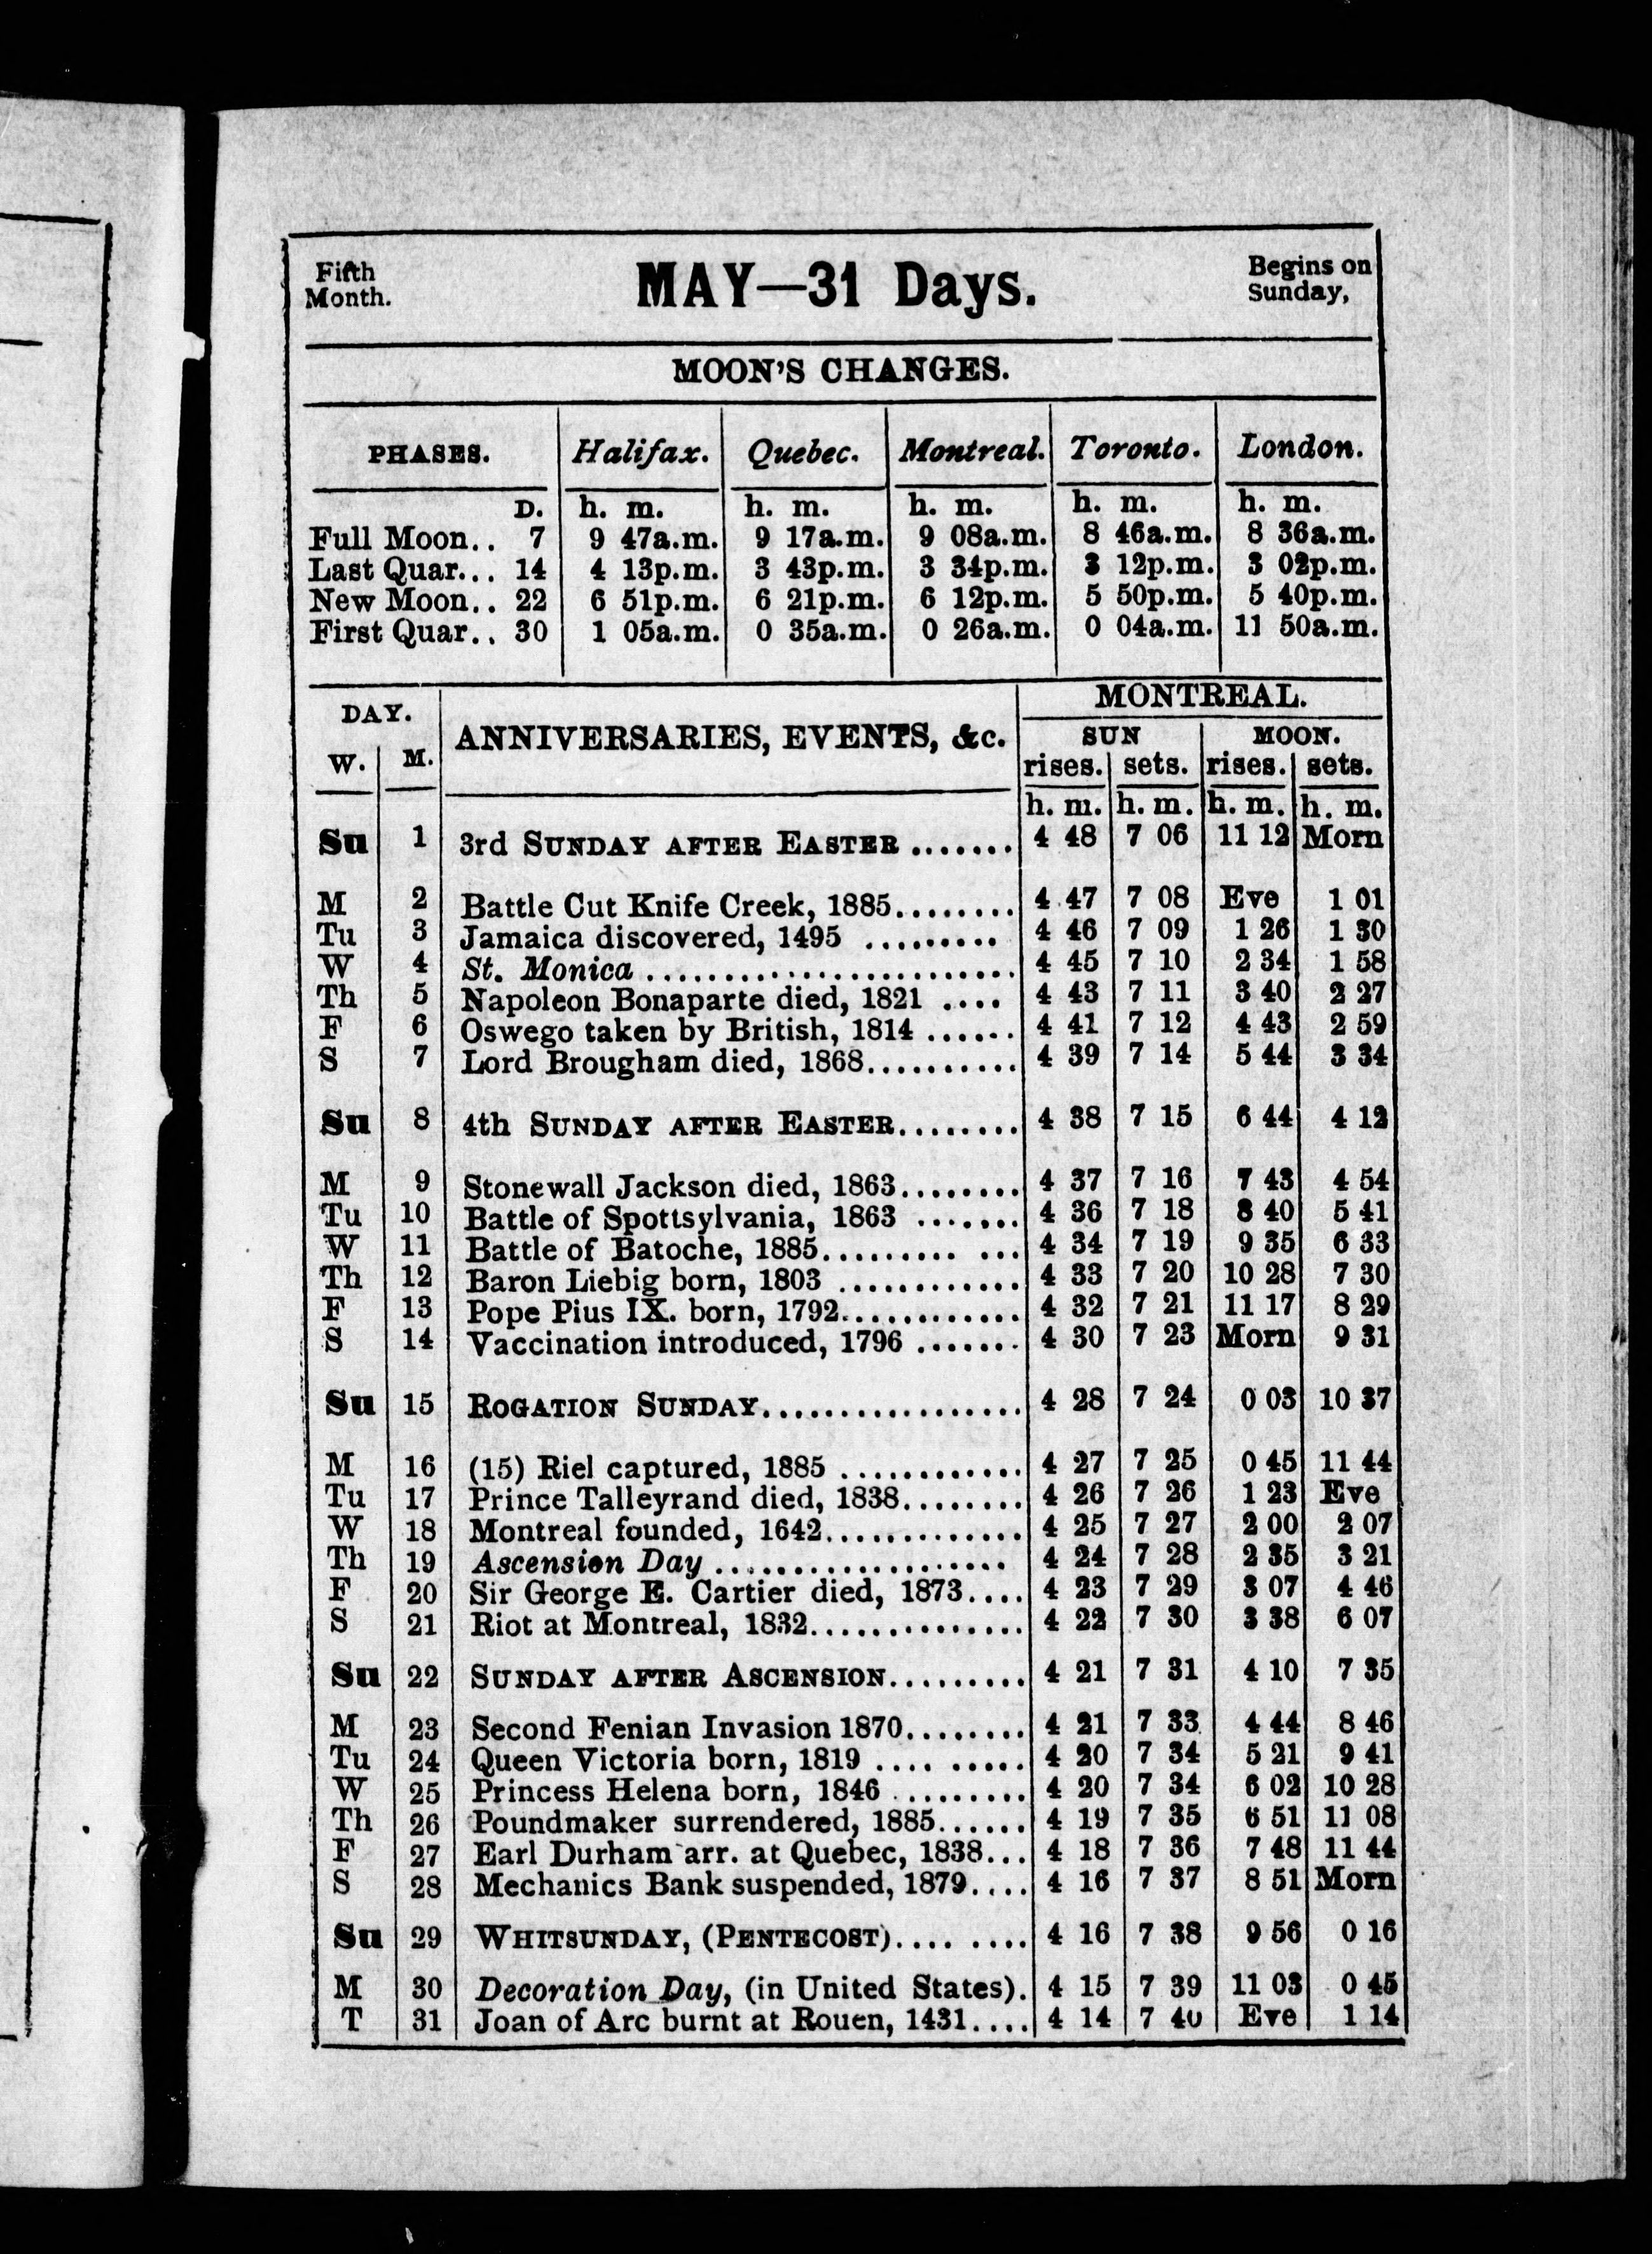 Fifth Month.
MAY—31 Days.
Begins on Sunday,
MOON'S CHANGES.
PHASES. Halifax. Quebec. Montreal. Toronto. London.
D. h. m. h. m. h. m. h. m. h. m.
Full Moon.. 7 9 47a.m. 9 17a.m. 9 08a.m. 8 46a.m. 8 36a.m.
Last Quar... 14 4 13p.m. 3 43p.m. 3 34p.m. 3 12p.m. 3 02p.m.
New Moon.. 22 6 51p.m. 6 21p.m. 6 12p.m. 5 50p.m. 5 40p.m.
First Quar.. 30 1 05a.m. 0 35a.m. 0 26a.m. 0 04a.m. 11 50a.m.
DAY. ANNIVERSARIES, EVENTS, &c. MONTREAL.
SUN MOON.
W. M. rises. sets. rises. sets.
h. m. h. m. h. m. h. m.
Su 1 3rd SUNDAY AFTER EASTER ....... 4 48 7 06 11 12 Morn
M 2 Battle Cut Knife Creek, 1885........ 4 47 7 08 Eve 1 01
Tu 3 Jamaica discovered, 1495 ......... 4 46 7 09 1 26 1 30
W 4 St. Monica ........................ 4 45 7 10 2 34 1 58
Th 5 Napoleon Bonaparte died, 1821 .... 4 43 7 11 3 40 2 27
F 6 Oswego taken by British, 1814 ...... 4 41 7 12 4 43 2 59
S 7 Lord Brougham died, 1868.......... 4 39 7 14 5 44 3 34
Su 8 4th SUNDAY AFTER EASTER........ 4 38 7 15 6 44 4 12
M 9 Stonewall Jackson died, 1863........ 4 37 7 16 7 43 4 54
Tu 10 Battle of Spottsylvania, 1863 ....... 4 36 7 18 8 40 5 41
W 11 Battle of Batoche, 1885......... ... 4 34 7 19 9 35 6 33
Th 12 Baron Liebig born, 1803 ............ 4 33 7 20 10 28 7 30
F 13 Pope Pius IX. born, 1792............ 4 32 7 21 11 17 8 29
S 14 Vaccination introduced, 1796 ....... 4 30 7 23 Morn 9 31
Su 15 ROGATION SUNDAY................. 4 28 7 24 0 03 10 37
M 16 (15) Riel captured, 1885 ............ 4 27 7 25 0 45 11 44
Tu 17 Prince Talleyrand died, 1838........ 4 26 7 26 1 23 Eve
W 18 Montreal founded, 1642............. 4 25 7 27 2 00 2 07
Th 19 Ascension Day ................... 4 24 7 28 2 35 3 21
F 20 Sir George E. Cartier died, 1873.... 4 23 7 29 3 07 4 46
S 21 Riot at Montreal, 1832.............. 4 22 7 30 3 38 6 07
Su 22 SUNDAY AFTER ASCENSION......... 4 21 7 31 4 10 7 35
M 23 Second Fenian Invasion 1870........ 4 21 7 33 4 44 8 46
Tu 24 Queen Victoria born, 1819 .... ..... 4 20 7 34 5 21 9 41
W 25 Princess Helena born, 1846 ......... 4 20 7 34 6 02 10 28
Th 26 Poundmaker surrendered, 1885...... 4 19 7 35 6 51 11 08
F 27 Earl Durham arr. at Quebec, 1838... 4 18 7 36 7 48 11 44
S 28 Mechanics Bank suspended, 1879.... 4 16 7 37 8 51 Morn
Su 29 WHITSUNDAY, (PENTECOST).... .... 4 16 7 38 9 56 0 16
M 30 Decoration Day, (in United States). 4 15 7 39 11 03 0 45
T 31 Joan of Arc burnt at Rouen, 1431.... 4 14 7 40 Eve 1 14